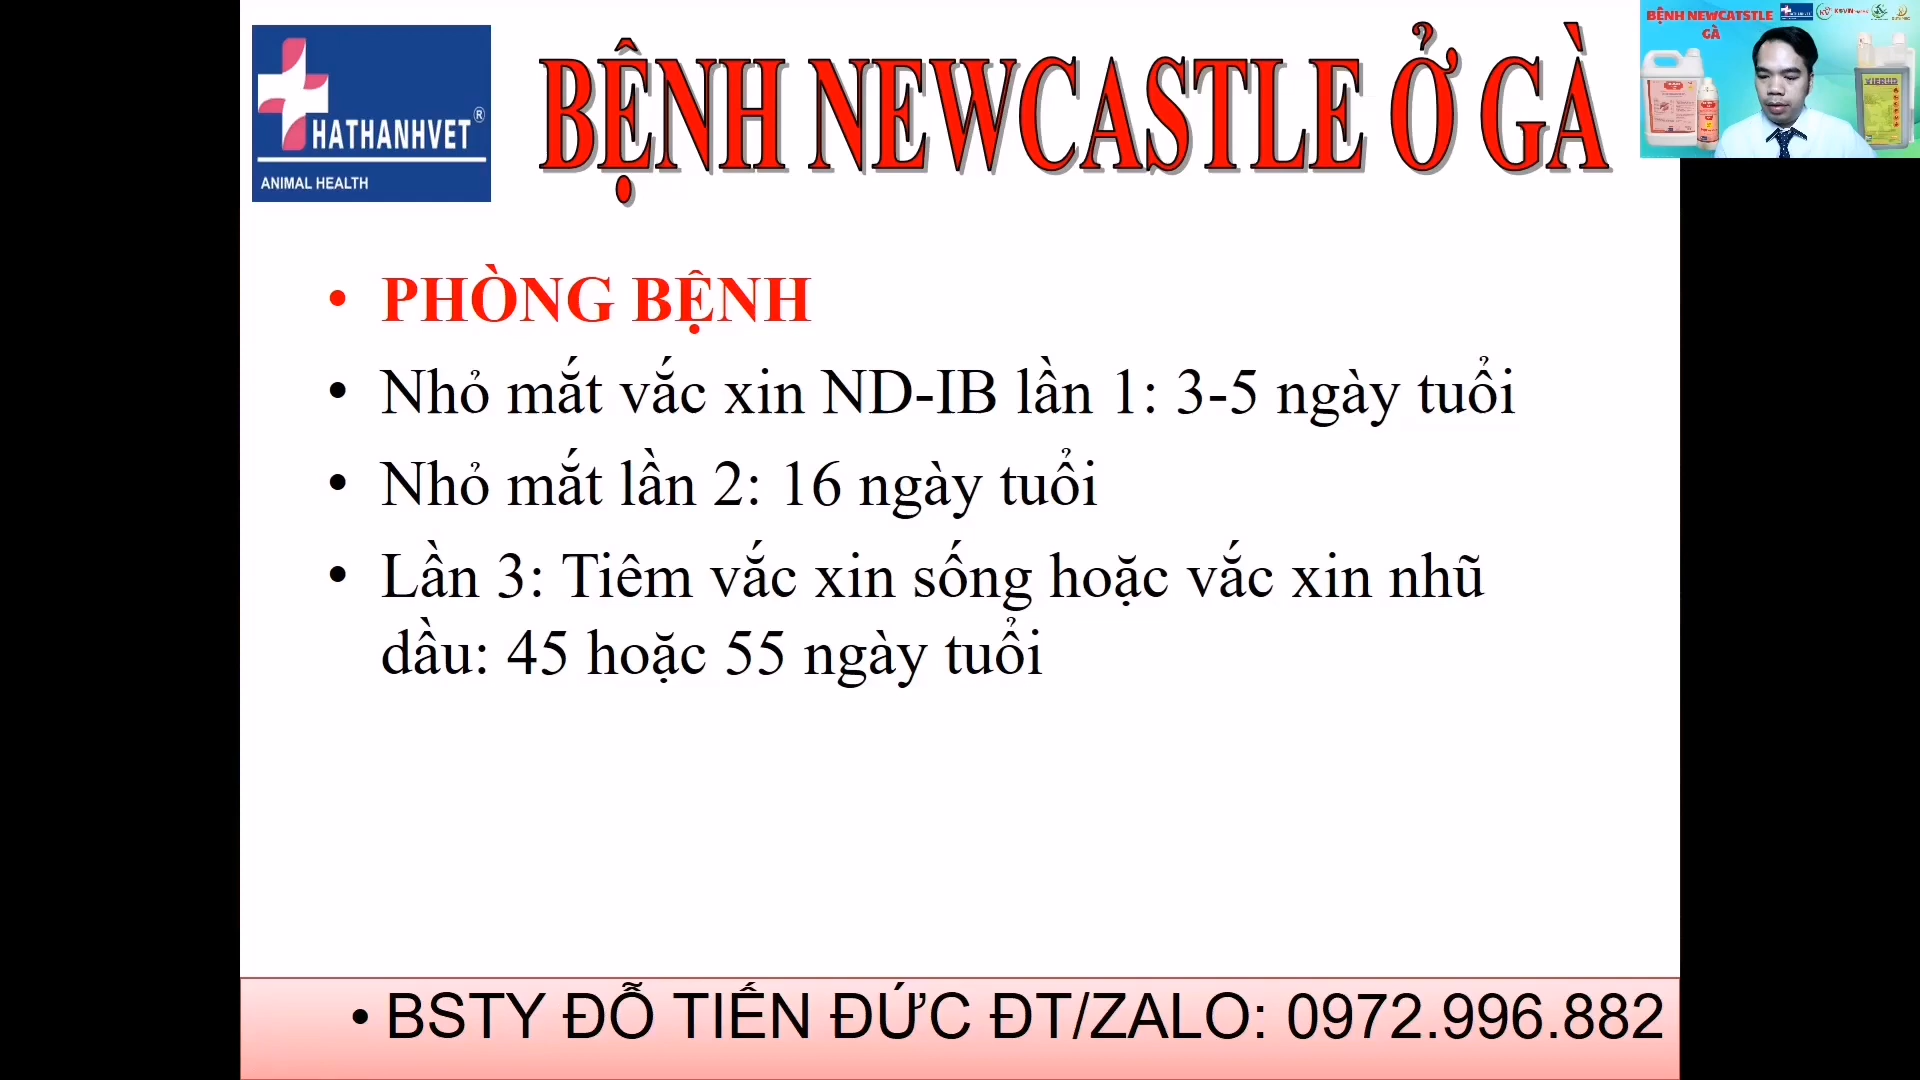 HATHANHVET®
ANIMAL HEALTH
BỆNH NEWCASTLE Ở GÀ
BỆNH NEWCATSTLE
GÀ
• PHÒNG BỆNH
• Nhỏ mắt vắc xin ND-IB lần 1: 3-5 ngày tuổi
• Nhỏ mắt lần 2: 16 ngày tuổi
• Lần 3: Tiêm vắc xin sống hoặc vắc xin nhũ
dầu: 45 hoặc 55 ngày tuổi
• BSTY ĐỖ TIẾN ĐỨC ĐT/ZALO: 0972.996.882